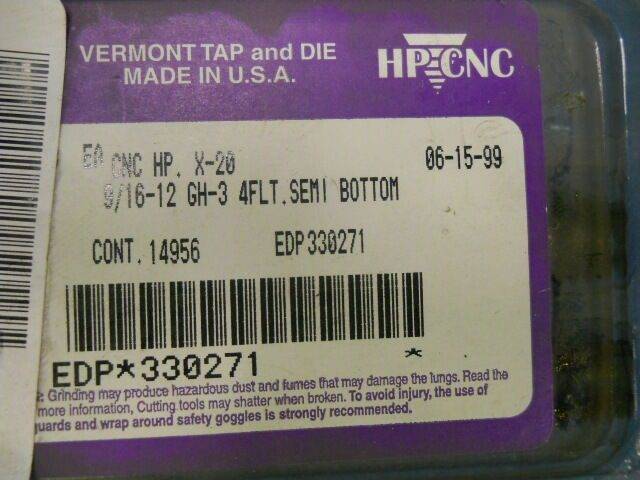 VERMONT TAP and DIE
MADE IN U.S.A.
HP CNC
EA CNC HP. X-20 06-15-99
9/16-12 GH-3 4FLT.SEMI BOTTOM
CONT.14956 EDP330271
EDP*330271 *
: Grinding may produce hazardous dust and fumes that may damage the lungs. Read the
more information, Cutting tools may shatter when broken. To avoid injury, the use of
guards and wrap around safety goggles is strongly recommended.